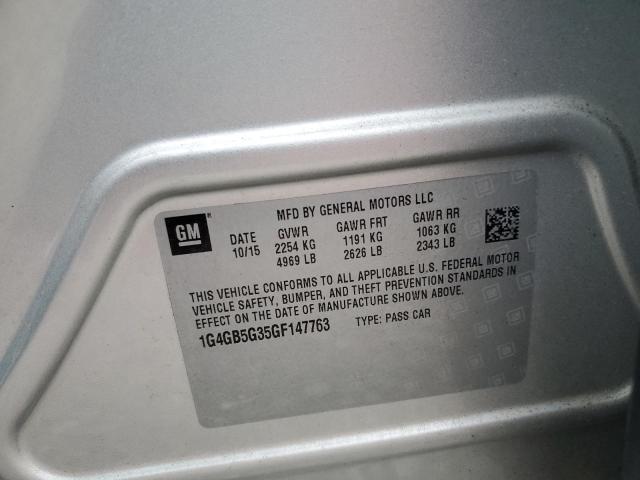 MFD BY GENERAL MOTORS LLC
GM
DATE GVWR GAWR FRT GAWR RR
10/15 2254 KG 1191 KG 1063 KG
4969 LB 2626 LB 2343 LB
THIS VEHICLE CONFORMS TO ALL APPLICABLE U.S. FEDERAL MOTOR
VEHICLE SAFETY, BUMPER, AND THEFT PREVENTION STANDARDS IN
EFFECT ON THE DATE OF MANUFACTURE SHOWN ABOVE.
1G4GB5G35GF147763 TYPE: PASS CAR